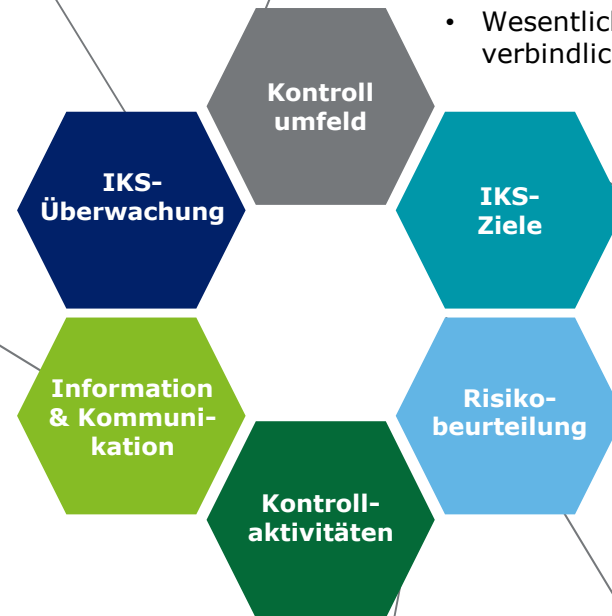 • Wesentlich
verbindlic
Kontroll
umfeld
IKS-
Überwachung
IKS-
Ziele
Information
& Kommuni-
kation
Risiko-
beurteilung
Kontroll-
aktivitäten